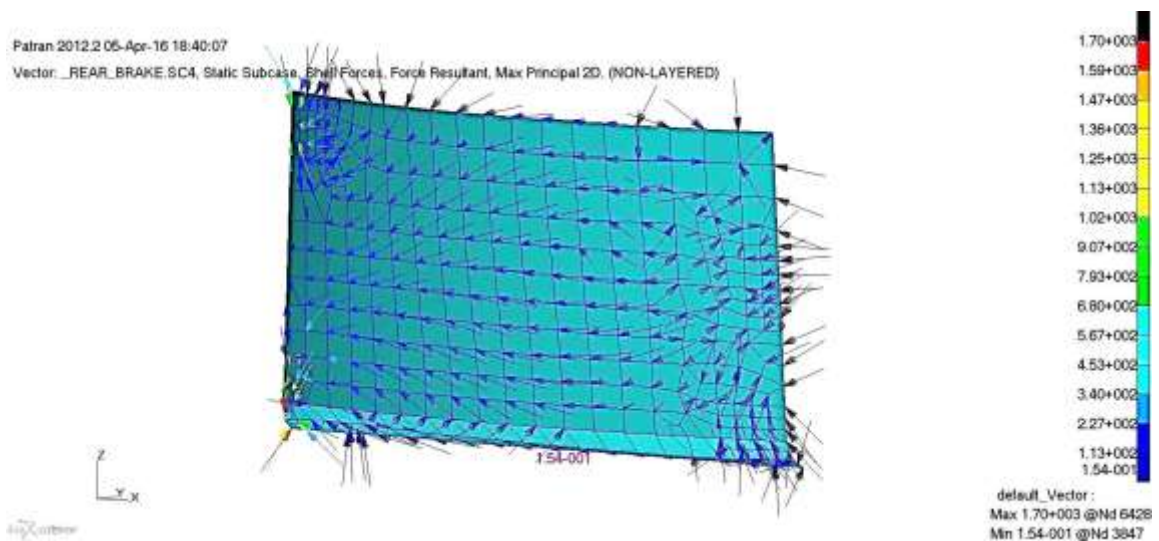 Patran 2012.2 05-Apr-16 18:40:07
Vector: _REAR_BRAKE.SC4, Static Subcase, Shell Forces, Force Resultant, Max Principal 2D, (NON-LAYERED)
1.70+003
1.59+003
1.47+003
1.36+003
1.25+003
1.13+003
1.02+003
9.07+002
7.93+002
6.80+002
5.67+002
4.53+002
3.40+002
2.27+002
1.13+002
1.54-001
1.54-001
Z
Y X
default_Vector :
Max 1.70+003 @Nd 6428
Min 1.54-001 @Nd 3847